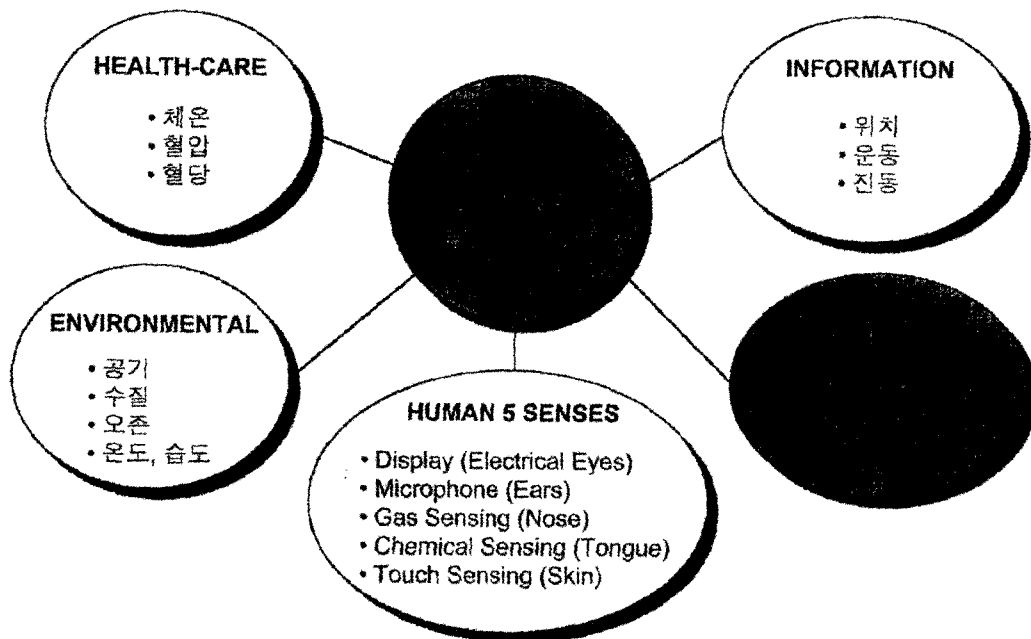 HEALTH-CARE
• 체온
• 혈압
• 혈당
INFORMATION
• 위치
• 운동
• 진동
ENVIRONMENTAL
• 공기
• 수질
• 오존
• 온도, 습도
HUMAN 5 SENSES
• Display (Electrical Eyes)
• Microphone (Ears)
• Gas Sensing (Nose)
• Chemical Sensing (Tongue)
• Touch Sensing (Skin)